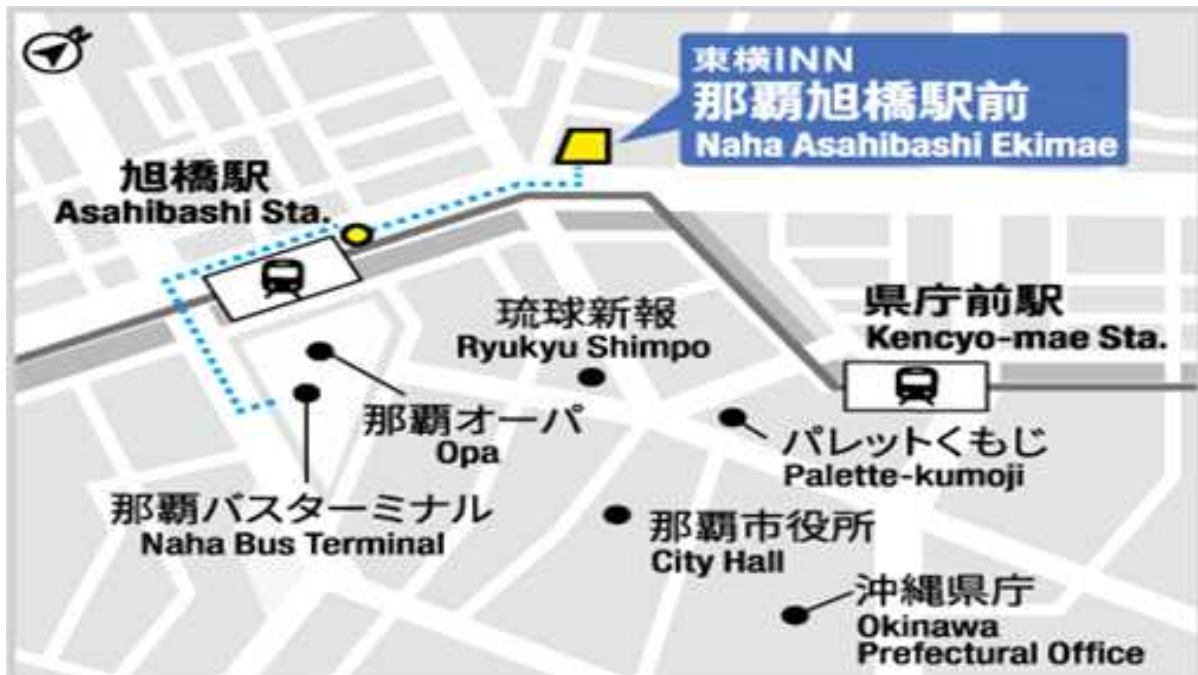 東横INN
那覇旭橋駅前
Naha Asahibashi Ekimae
旭橋駅
Asahibashi Sta.
琉球新報
Ryukyu Shimpo
県庁前駅
Kencyo-mae Sta.
那覇オーパ
Opa
パレットくもじ
Palette-kumoji
那覇バスターミナル
Naha Bus Terminal
那覇市役所
City Hall
沖縄県庁
Okinawa
Prefectural Office